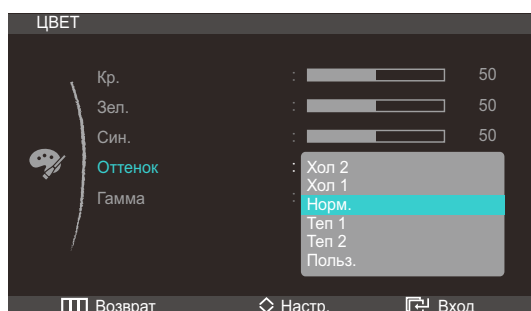 ЦВЕТ
Кр. : 50
Зел. : 50
Син. : 50
Оттенок : Хол 2
Хол 1
Гамма : Норм.
Теп 1
Теп 2
Польз.
Возврат Настр. Вход